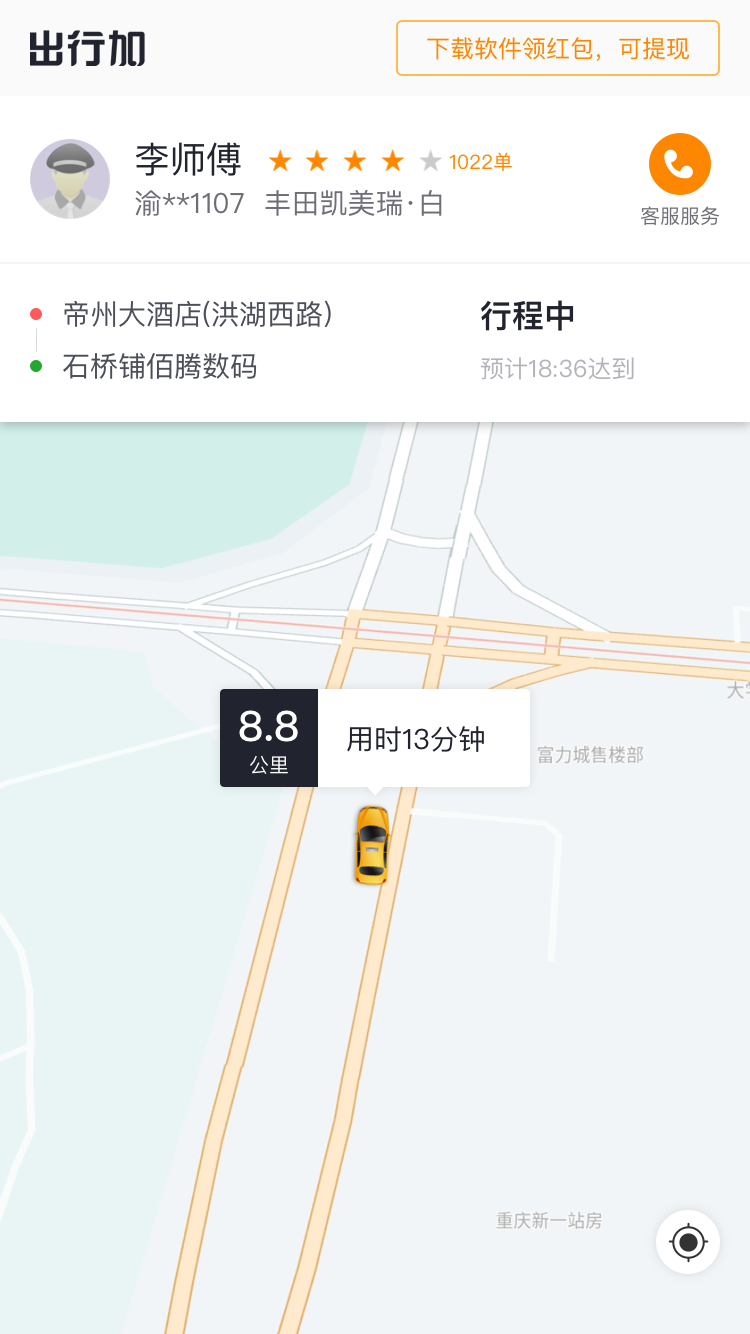 出行加
下载软件领红包，可提现
李师傅
1022单
渝**1107 丰田凯美瑞·白
客服服务
帝州大酒店(洪湖西路)
行程中
石桥铺佰腾数码
预计18:36达到
大学
8.8
公里
用时13分钟
富力城售楼部
重庆新一站房